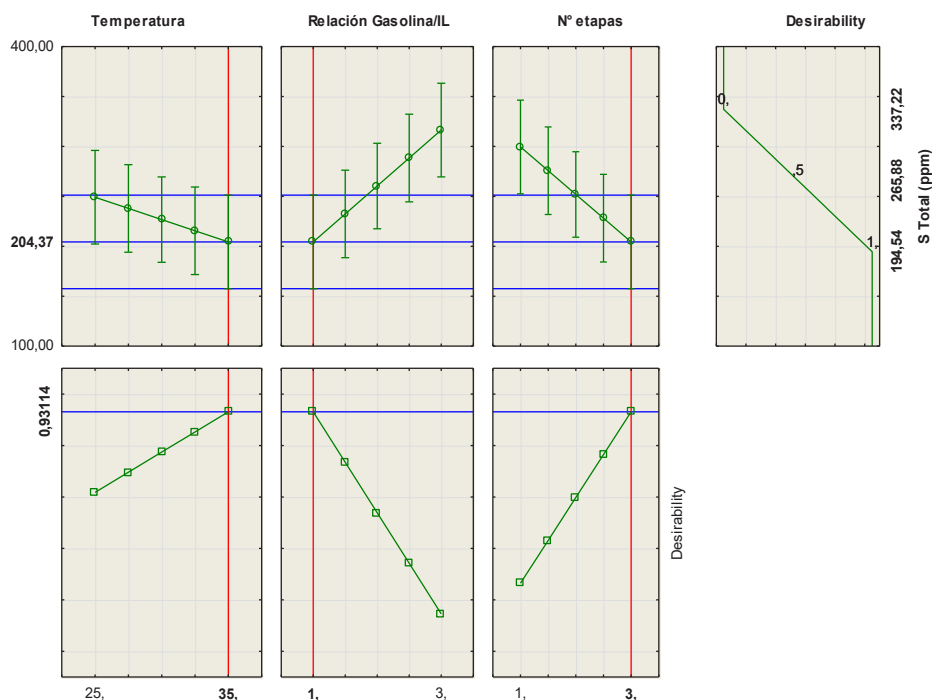 Temperatura
Relación Gasolina/IL
N° etapas
Desirability
400,00
204,37
100,00
0,
,5
1,
337,22
265,88
194,54
S Total (ppm)
0,93114
Desirability
25,
35,
1,
3,
1,
3,